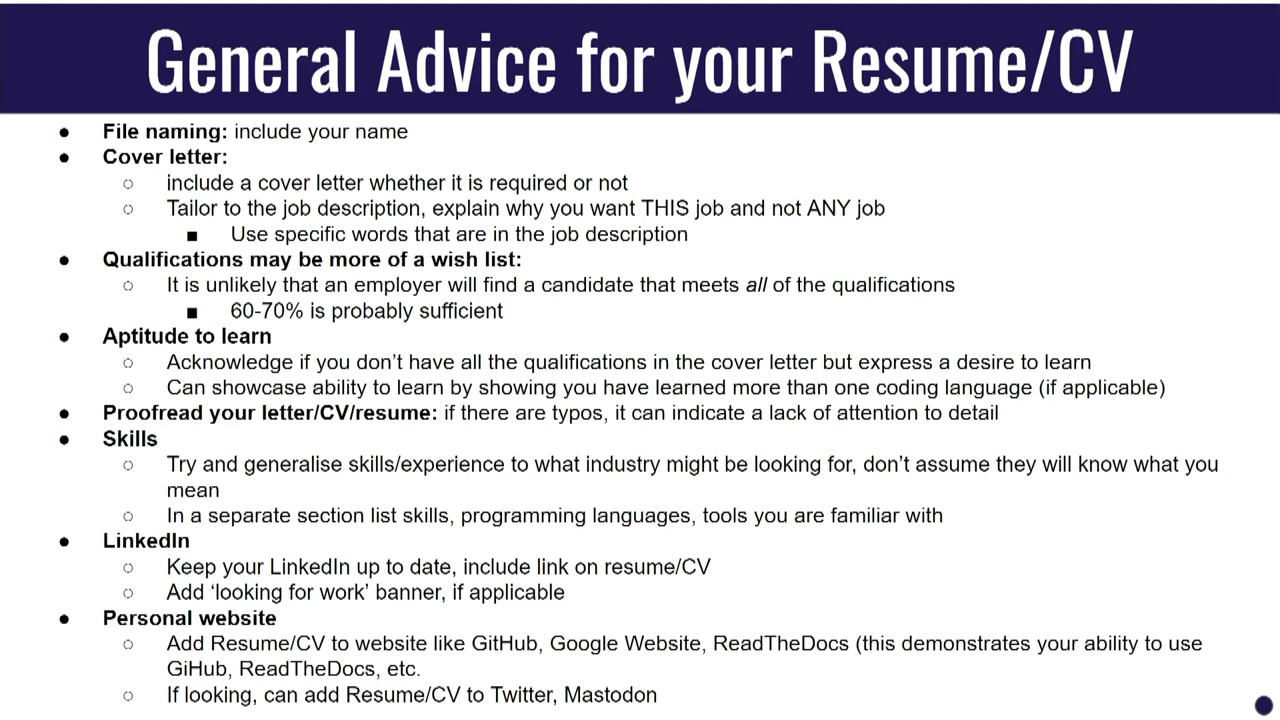 General Advice for your Resume/CV
● File naming: include your name
● Cover letter:
◌ include a cover letter whether it is required or not
◌ Tailor to the job description, explain why you want THIS job and not ANY job
■ Use specific words that are in the job description
● Qualifications may be more of a wish list:
◌ It is unlikely that an employer will find a candidate that meets all of the qualifications
■ 60-70% is probably sufficient
● Aptitude to learn
◌ Acknowledge if you don’t have all the qualifications in the cover letter but express a desire to learn
◌ Can showcase ability to learn by showing you have learned more than one coding language (if applicable)
● Proofread your letter/CV/resume: if there are typos, it can indicate a lack of attention to detail
● Skills
◌ Try and generalise skills/experience to what industry might be looking for, don’t assume they will know what you
mean
◌ In a separate section list skills, programming languages, tools you are familiar with
● LinkedIn
◌ Keep your LinkedIn up to date, include link on resume/CV
◌ Add ‘looking for work’ banner, if applicable
● Personal website
◌ Add Resume/CV to website like GitHub, Google Website, ReadTheDocs (this demonstrates your ability to use
GiHub, ReadTheDocs, etc.
◌ If looking, can add Resume/CV to Twitter, Mastodon